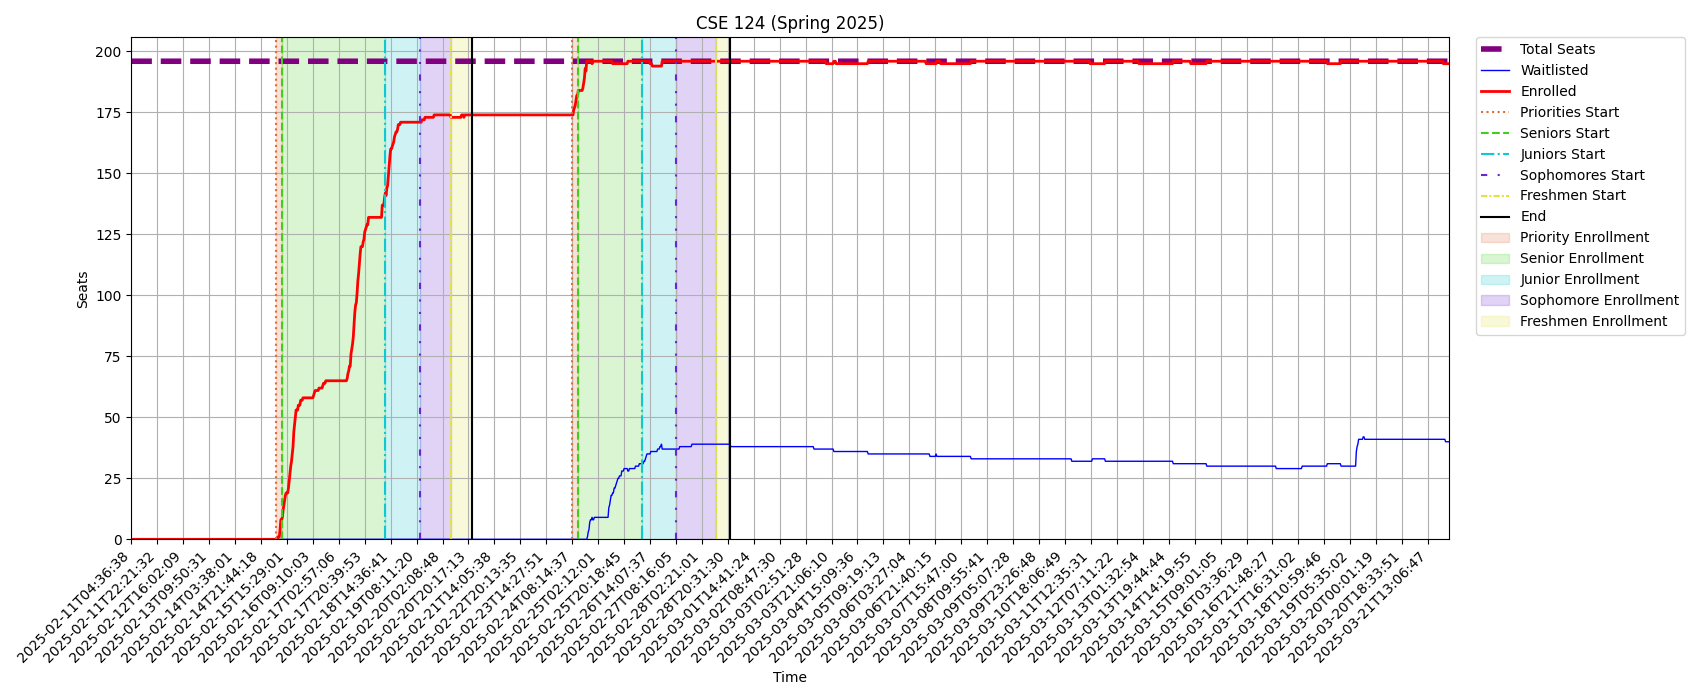 CSE 124 (Spring 2025)
Seats
200
175
150
125
100
75
50
25
0
2025-02-11T04:36:38
2025-02-11T22:21:32
2025-02-12T16:02:09
2025-02-13T09:50:31
2025-02-14T03:38:01
2025-02-14T21:44:18
2025-02-15T15:29:01
2025-02-16T09:10:03
2025-02-17T02:57:06
2025-02-17T20:39:53
2025-02-18T14:36:41
2025-02-19T08:11:20
2025-02-20T02:08:49
2025-02-20T20:17:13
2025-02-21T14:05:38
2025-02-22T20:13:35
2025-02-23T14:27:51
2025-02-24T08:14:37
2025-02-25T02:12:01
2025-02-25T20:18:45
2025-02-26T14:07:37
2025-02-27T08:16:05
2025-02-28T02:21:01
2025-02-28T20:31:30
2025-03-01T14:41:24
2025-03-02T08:47:30
2025-03-03T02:51:28
2025-03-03T21:06:10
2025-03-04T15:09:36
2025-03-05T09:19:13
2025-03-06T03:27:04
2025-03-06T21:40:15
2025-03-07T15:47:00
2025-03-08T09:55:41
2025-03-09T05:07:28
2025-03-09T23:26:48
2025-03-10T18:06:49
2025-03-11T12:35:31
2025-03-12T07:11:22
2025-03-13T01:32:54
2025-03-13T19:44:44
2025-03-14T14:19:55
2025-03-15T09:01:05
2025-03-16T03:36:29
2025-03-16T21:48:27
2025-03-17T16:31:02
2025-03-18T10:59:46
2025-03-19T05:35:02
2025-03-20T00:01:19
2025-03-20T18:33:51
2025-03-21T13:06:47
Time
Total Seats
Waitlisted
Enrolled
Priorities Start
Seniors Start
Juniors Start
Sophomores Start
Freshmen Start
End
Priority Enrollment
Senior Enrollment
Junior Enrollment
Sophomore Enrollment
Freshmen Enrollment